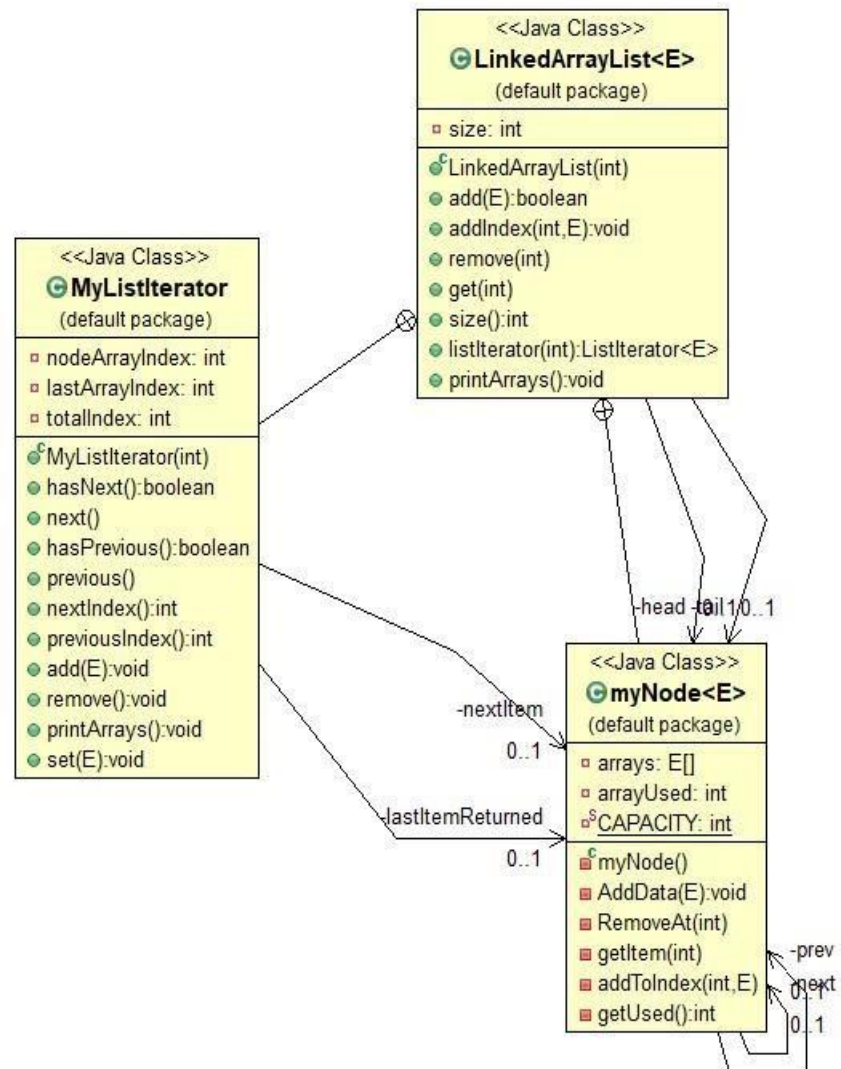 <<Java Class>>
LinkedArrayList<E>
(default package)
size: int
LinkedArrayList(int)
add(E):boolean
addIndex(int,E):void
remove(int)
get(int)
size():int
listIterator(int):ListIterator<E>
printArrays():void
<<Java Class>>
MyListIterator
(default package)
nodeArrayIndex: int
lastArrayIndex: int
totalIndex: int
MyListIterator(int)
hasNext():boolean
next()
hasPrevious():boolean
previous()
nextIndex():int
previousIndex():int
add(E):void
remove():void
printArrays():void
set(E):void
-nextItem
0..1
-lastItemReturned
0..1
-head -tail 0..1
<<Java Class>>
myNode<E>
(default package)
arrays: E[]
arrayUsed: int
CAPACITY: int
myNode()
AddData(E):void
RemoveAt(int)
getItem(int)
addToIndex(int,E)
getUsed():int
-prev
0..1
-next
0..1